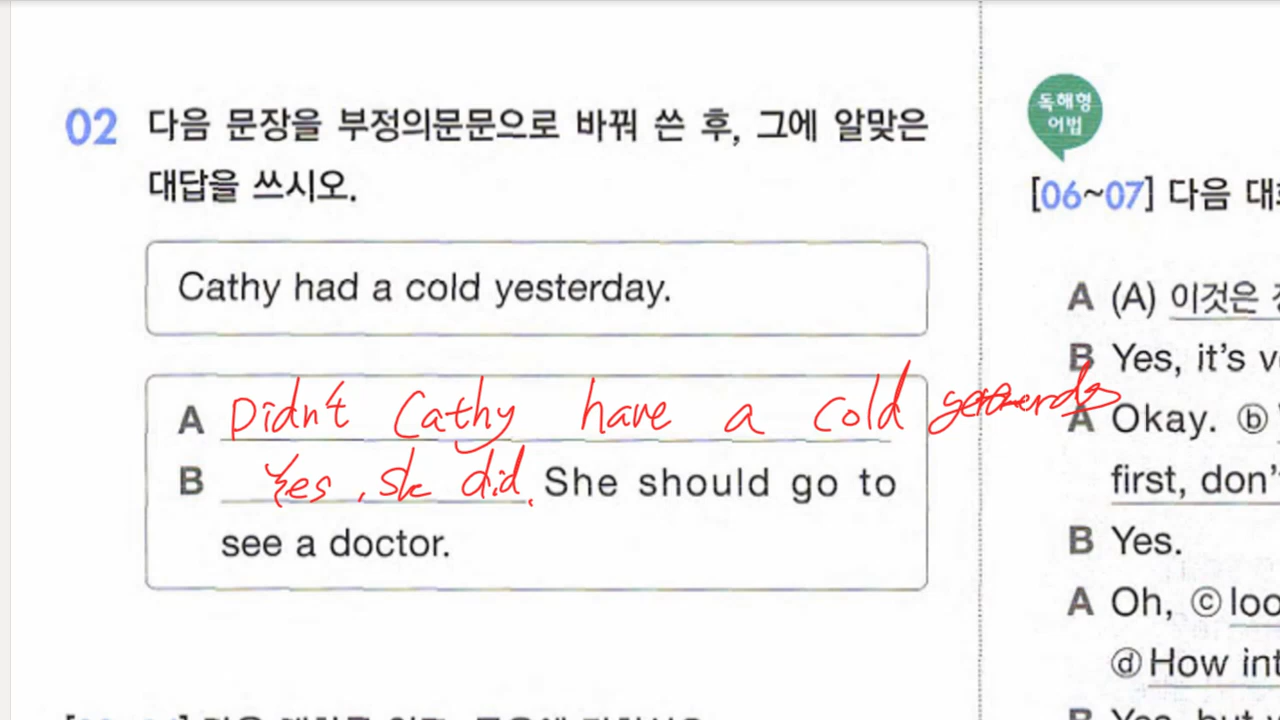 02 다음 문장을 부정의문문으로 바꿔 쓴 후, 그에 알맞은
대답을 쓰시오.
Cathy had a cold yesterday.
A Didn't Cathy have a cold
B Yes, she did. She should go to
see a doctor.
독해형
어법
[06~07] 다음
A (A) 이것은
B Yes, it's
A Okay. ⓑ
first, don'
B Yes.
A Oh, ⓒ
ⓓ How